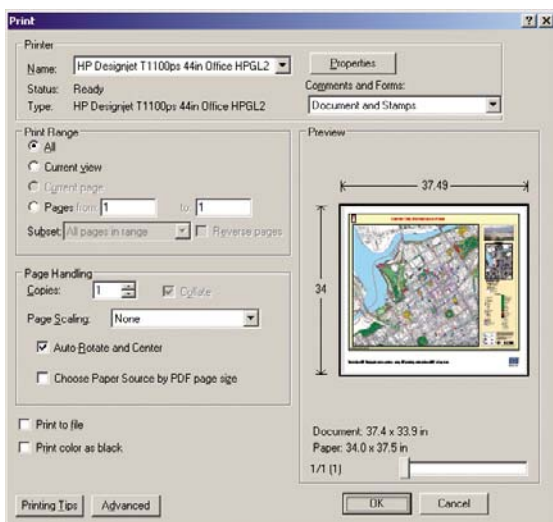 Print
Printer
Name: HP Designjet T1100ps 44in Office HPGL2
Properties
Status: Ready
Comments and Forms:
Type: HP Designjet T1100ps 44in Office HPGL2
Document and Stamps
Print Range
All
Current view
Current page
Pages from: 1 to: 1
Subset: All pages in range
Reverse pages
Page Handling
Copies: 1
Collate
Page Scaling: None
Auto Rotate and Center
Choose Paper Source by PDF page size
Print to file
Print color as black
Preview
37.49
34
Document: 37.4 x 33.9 in
Paper: 34.0 x 37.5 in
1/1 (1)
Printing Tips
Advanced
OK
Cancel